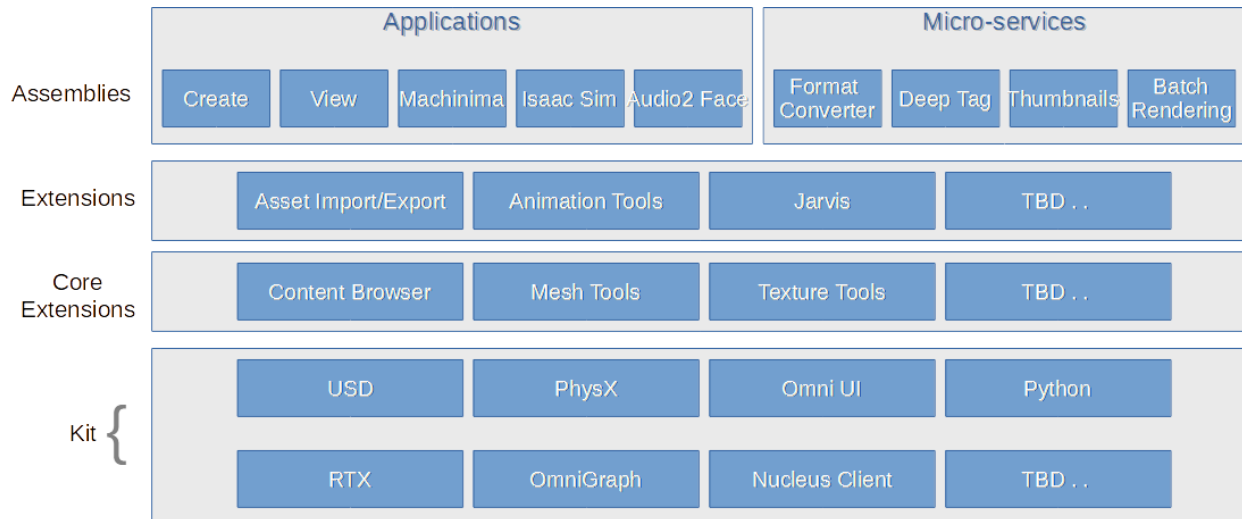 Applications
Micro-services
Assemblies
Create
View
Machinima
Isaac Sim
Audio2 Face
Format
Converter
Deep Tag
Thumbnails
Batch
Rendering
Extensions
Asset Import/Export
Animation Tools
Jarvis
TBD . .
Core
Extensions
Content Browser
Mesh Tools
Texture Tools
TBD . .
Kit {
USD
PhysX
Omni UI
Python
RTX
OmniGraph
Nucleus Client
TBD . .